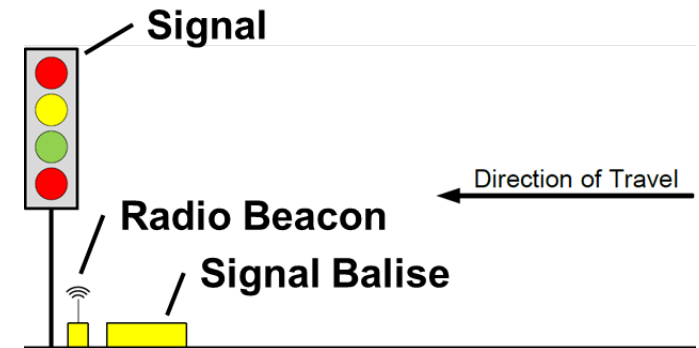 Signal
Direction of Travel
Radio Beacon
Signal Balise